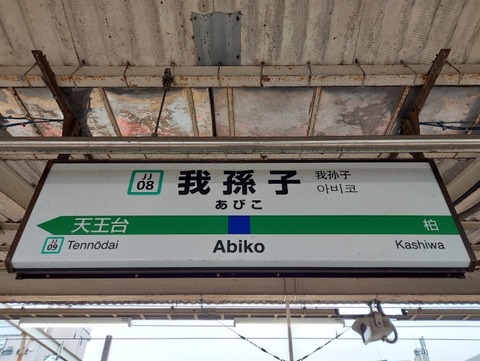 JJ
08
我孫子
我孙子
아비코
あびこ
天王台
柏
JJ
09
Tennōdai
Abiko
Kashiwa